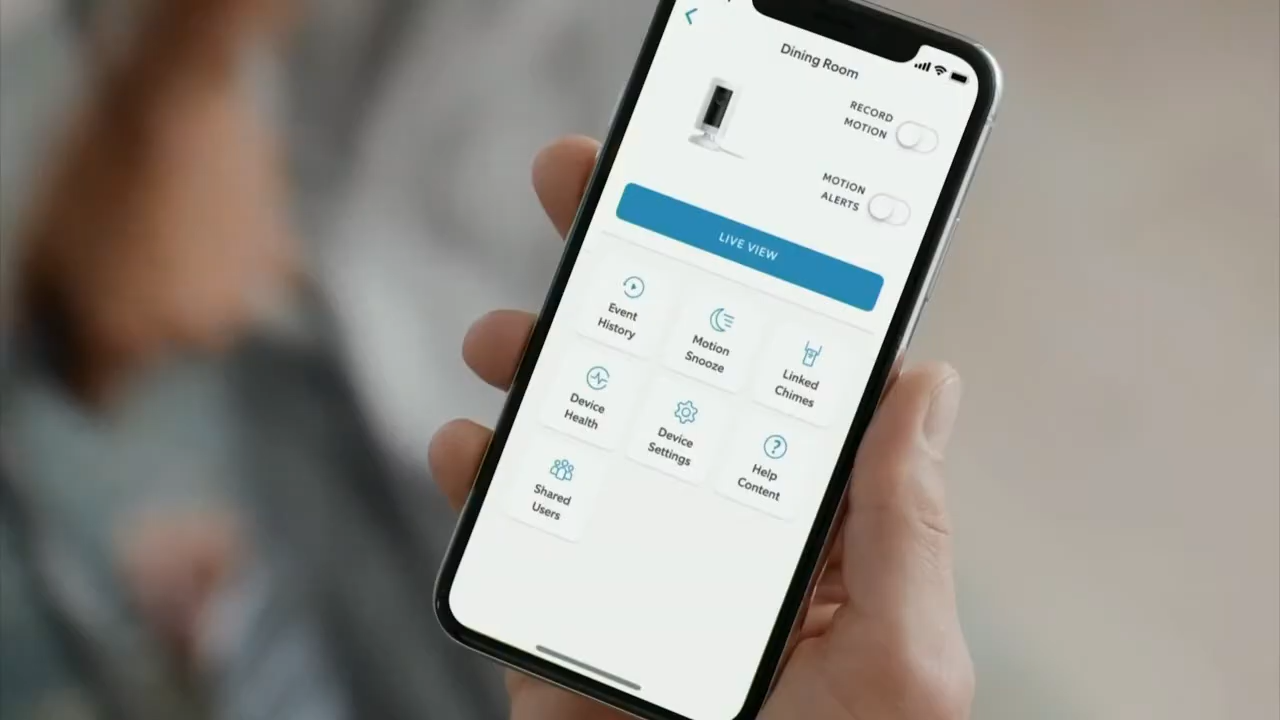 Dining Room
RECORD
MOTION
MOTION
ALERTS
LIVE VIEW
Event
History
Motion
Snooze
Linked
Chimes
Device
Health
Device
Settings
Help
Content
Shared
Users